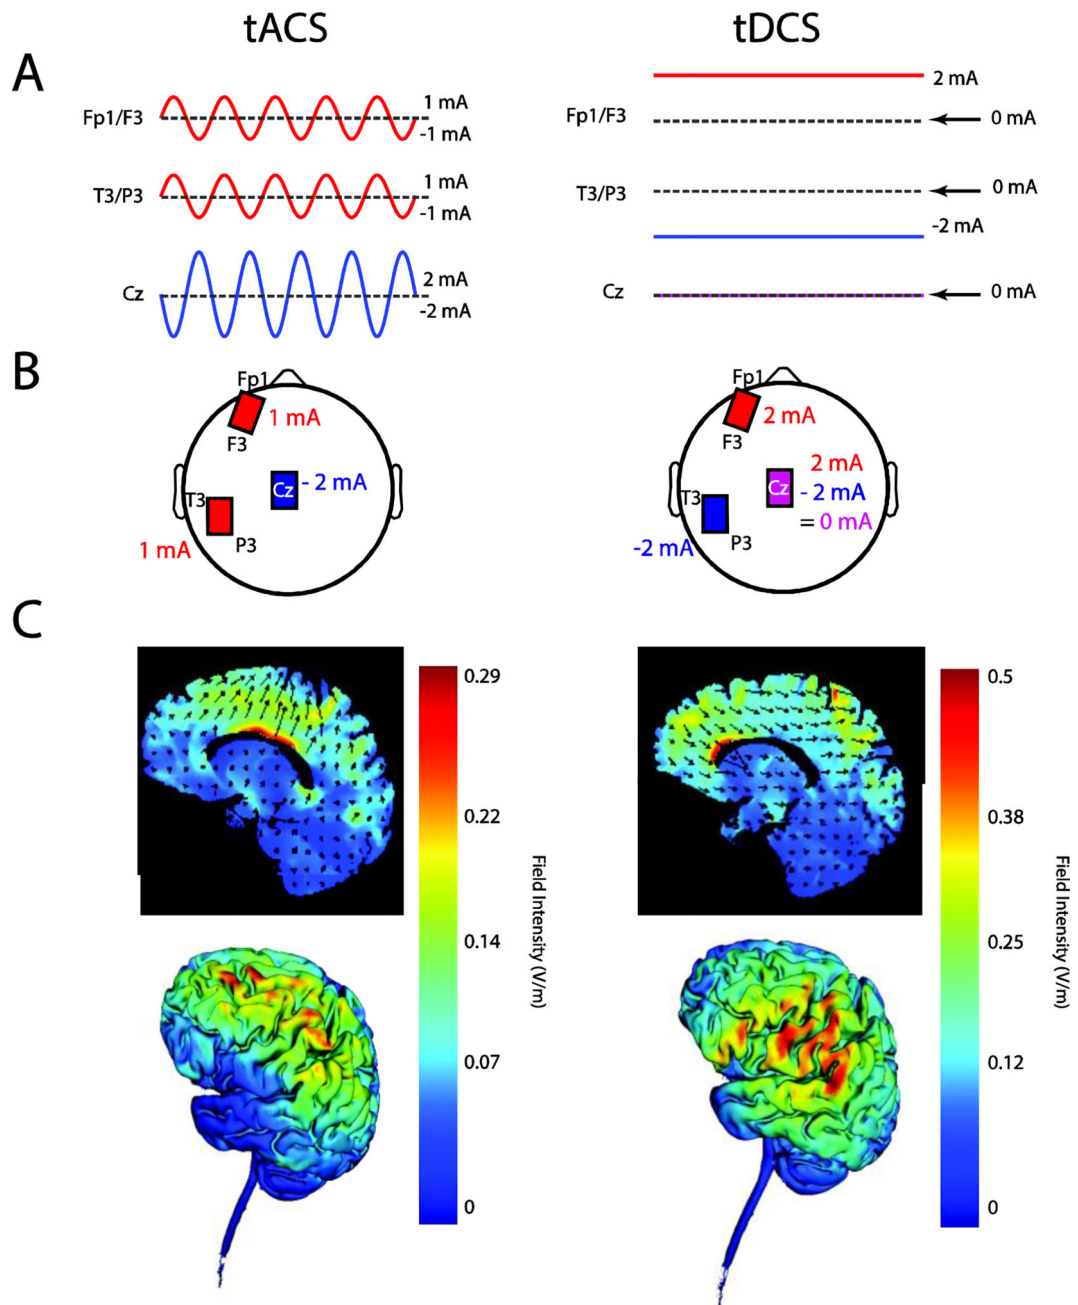 tACS
tDCS
A
Fp1/F3
1 mA
-1 mA
T3/P3
1 mA
-1 mA
Cz
2 mA
-2 mA
2 mA
Fp1/F3
0 mA
T3/P3
0 mA
-2 mA
Cz
0 mA
B
Fp1
1 mA
F3
Cz
- 2 mA
T3
P3
1 mA
Fp1
2 mA
F3
2 mA
Cz
- 2 mA
= 0 mA
T3
P3
-2 mA
C
0.29
0.22
0.14
0.07
0
Field Intensity (V/m)
0.5
0.38
0.25
0.12
0
Field Intensity (V/m)